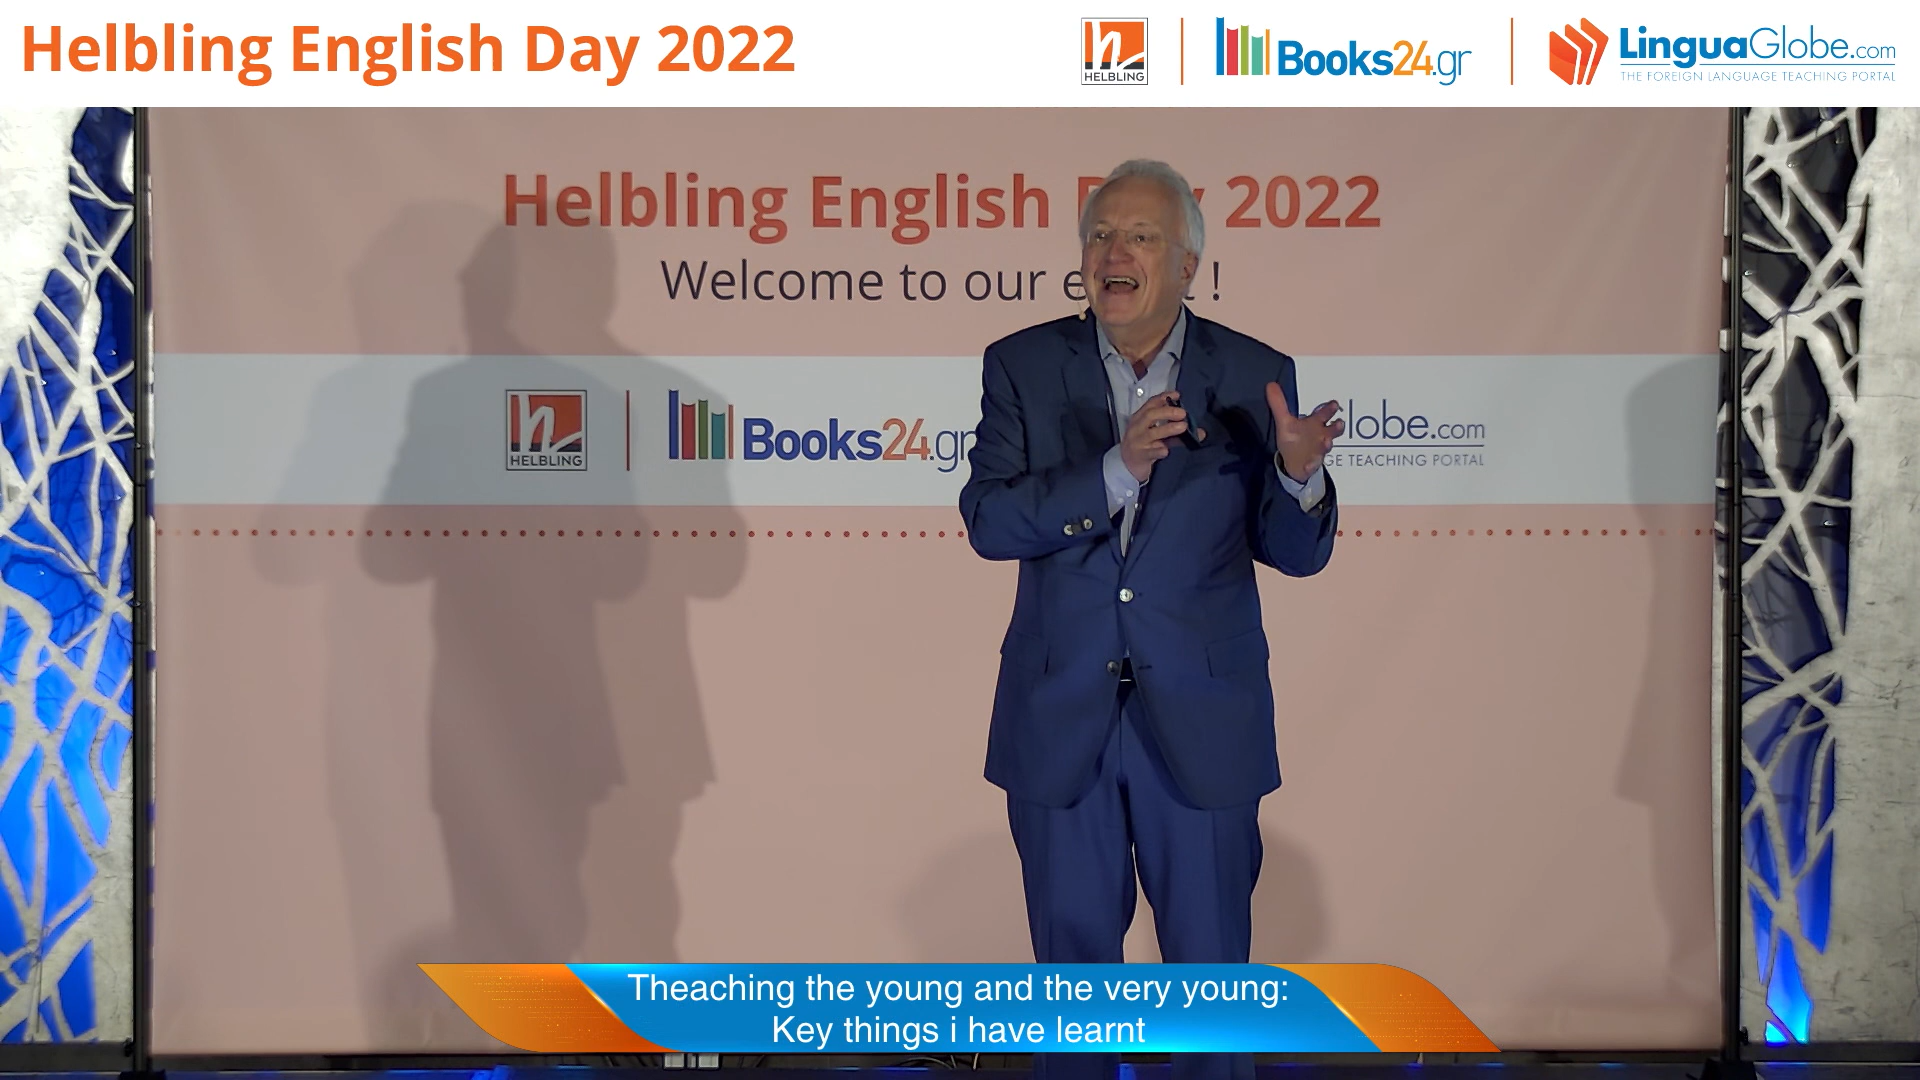 Helbling English Day 2022
HELBLING
Books24.gr
LinguaGlobe.com
THE FOREIGN LANGUAGE TEACHING PORTAL
Helbling English 2022
Welcome to our !
HELBLING
Books24.gr
Globe.com
TEACHING PORTAL
Theaching the young and the very young:
Key things i have learnt